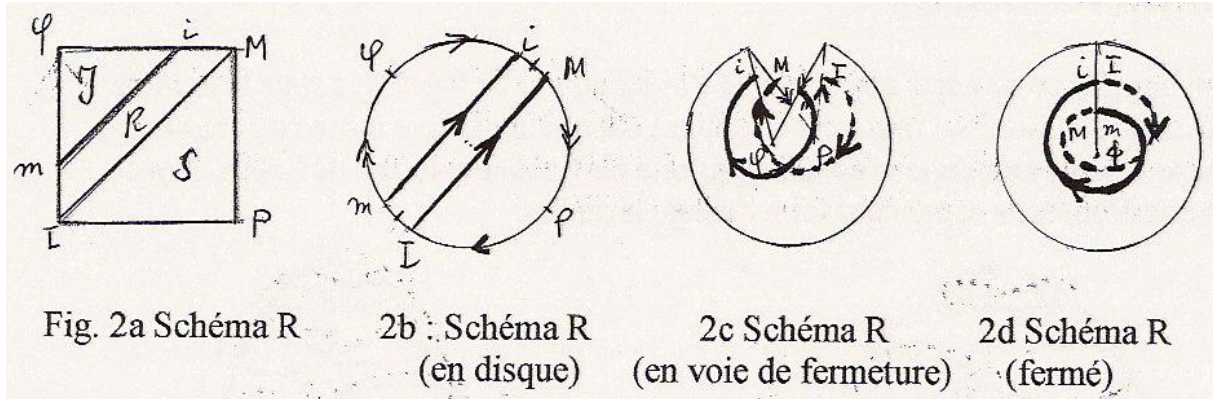 φ i M
J
R
m S
I P
φ i M
m P
I
i M I
φ P
i I
M m
φ
Fig. 2a Schéma R
2b : Schéma R
(en disque)
2c Schéma R
(en voie de fermeture)
2d Schéma R
(fermé)